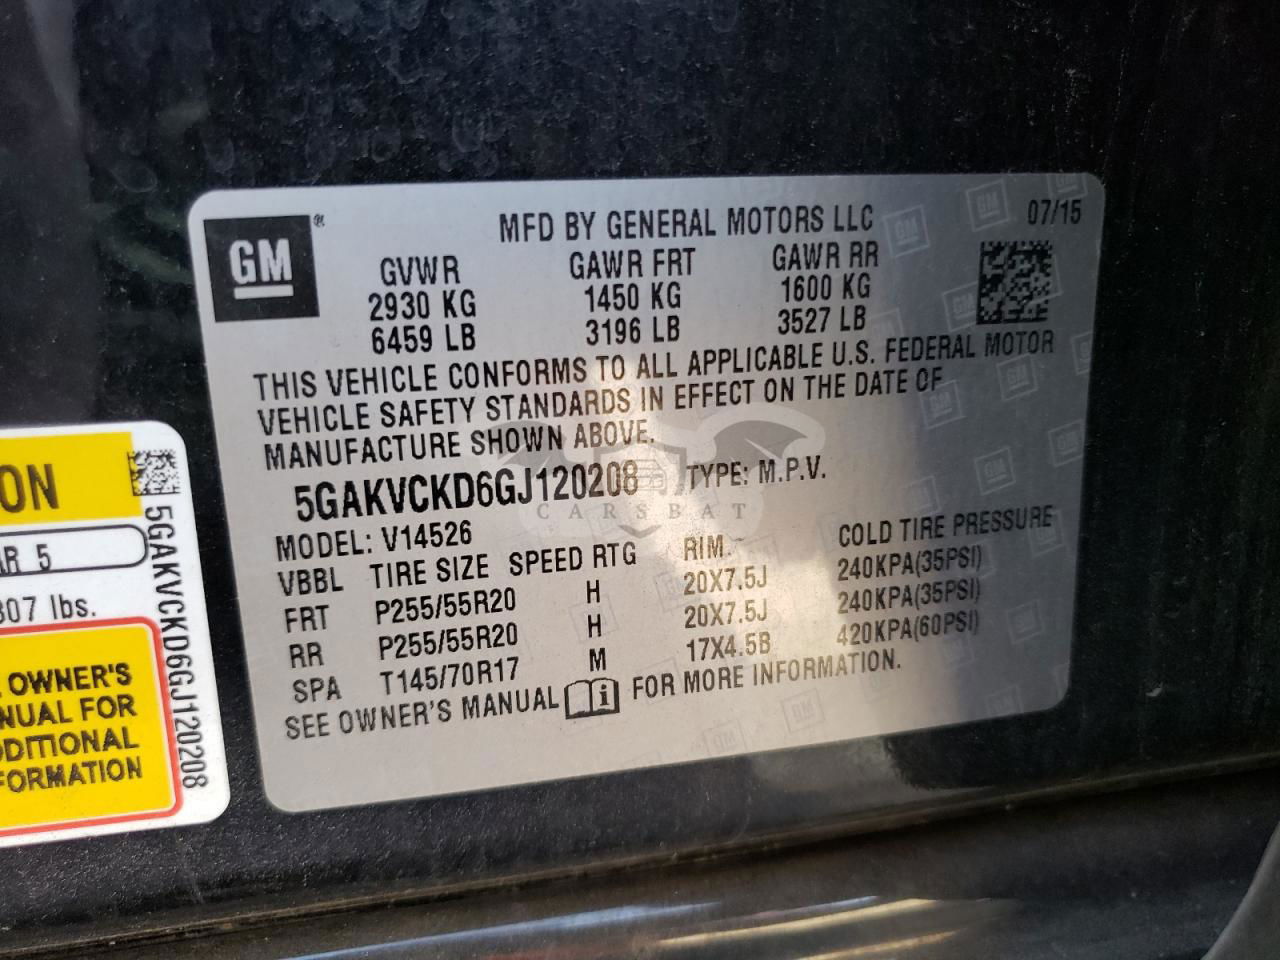 GM
®
MFD BY GENERAL MOTORS LLC
07/15
GVWR GAWR FRT GAWR RR
2930 KG 1450 KG 1600 KG
6459 LB 3196 LB 3527 LB
THIS VEHICLE CONFORMS TO ALL APPLICABLE U.S. FEDERAL MOTOR
VEHICLE SAFETY STANDARDS IN EFFECT ON THE DATE OF
MANUFACTURE SHOWN ABOVE.
5GAKVCKD6GJ120208 TYPE: M.P.V.
CARSBAT
MODEL: V14526
VBBL TIRE SIZE SPEED RTG RIM COLD TIRE PRESSURE
FRT P255/55R20 H 20X7.5J 240KPA(35PSI)
RR P255/55R20 H 20X7.5J 240KPA(35PSI)
SPA T145/70R17 M 17X4.5B 420KPA(60PSI)
SEE OWNER'S MANUAL FOR MORE INFORMATION.
ON
AR 5
307 lbs.
OWNER'S
NUAL FOR
DDITIONAL
FORMATION
5GAKVCKD6GJ120208